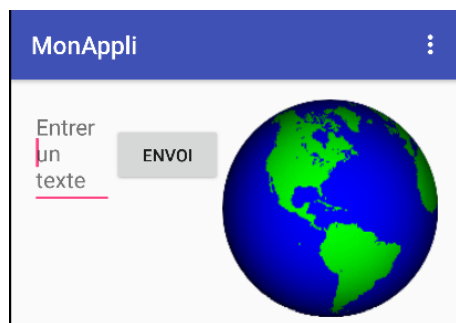 MonAppli
Entrer
un
texte
ENVOI